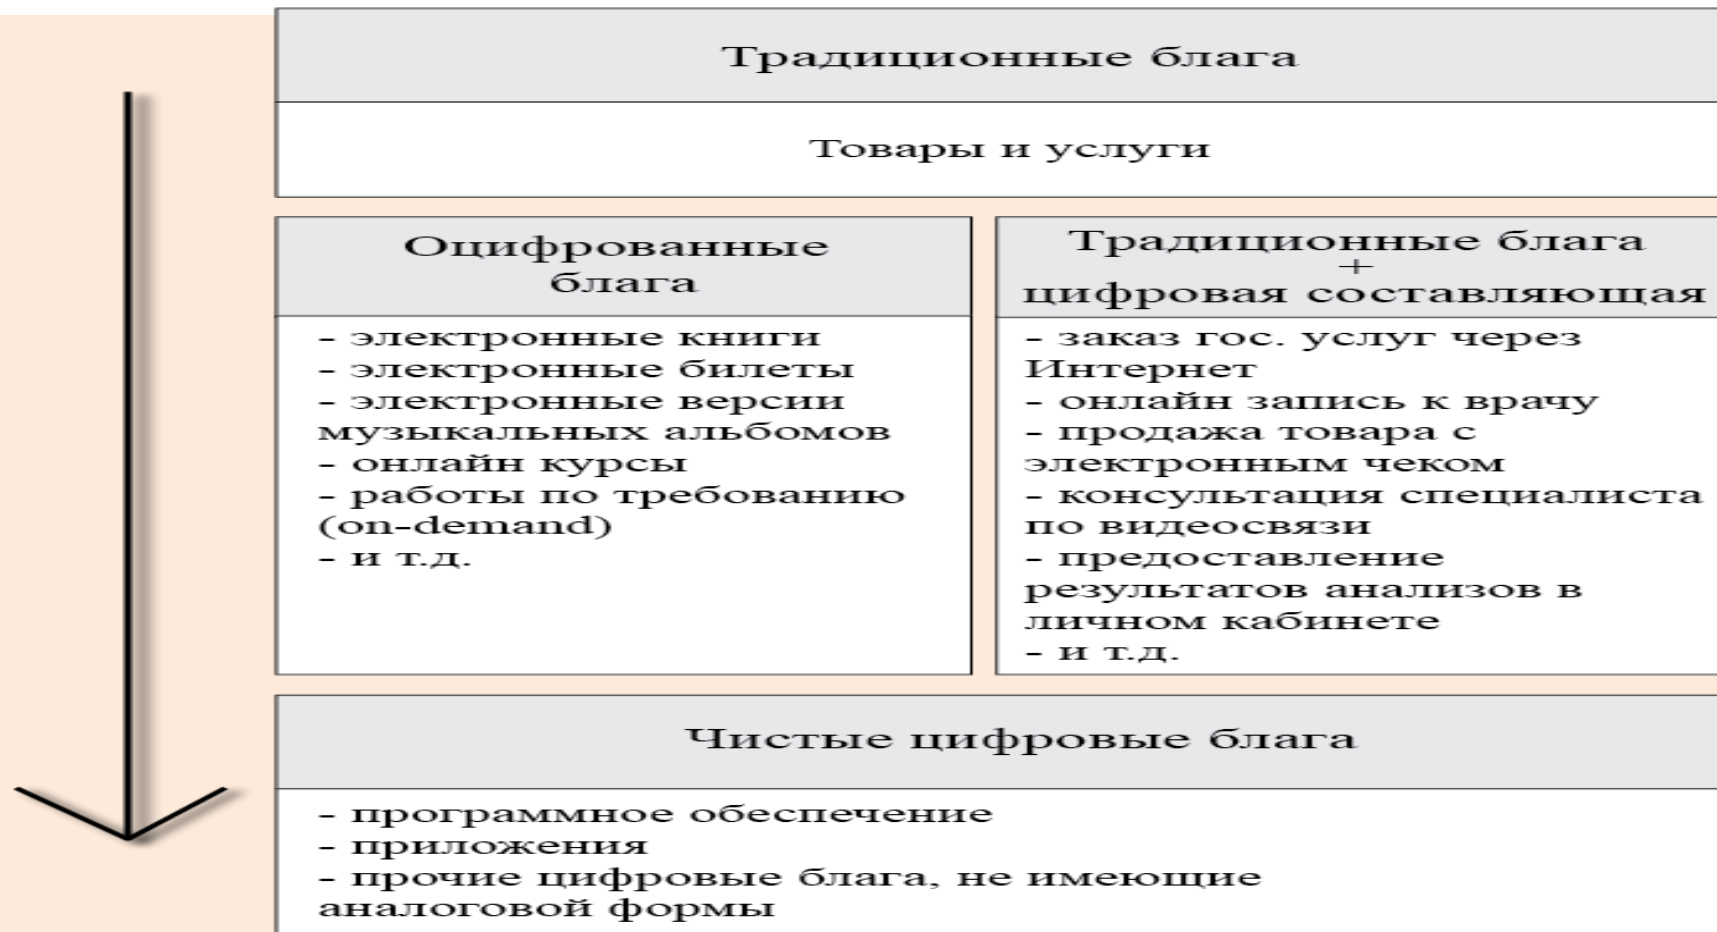 Традиционные блага
Товары и услуги
Оцифрованные
блага
- электронные книги
- электронные билеты
- электронные версии
музыкальных альбомов
- онлайн курсы
- работы по требованию
(on-demand)
- и т.д.
Традиционные блага
+
цифровая составляющая
- заказ гос. услуг через
Интернет
- онлайн запись к врачу
- продажа товара с
электронным чеком
- консультация специалиста
по видеосвязи
- предоставление
результатов анализов в
личном кабинете
- и т.д.
Чистые цифровые блага
- программное обеспечение
- приложения
- прочие цифровые блага, не имеющие
аналоговой формы